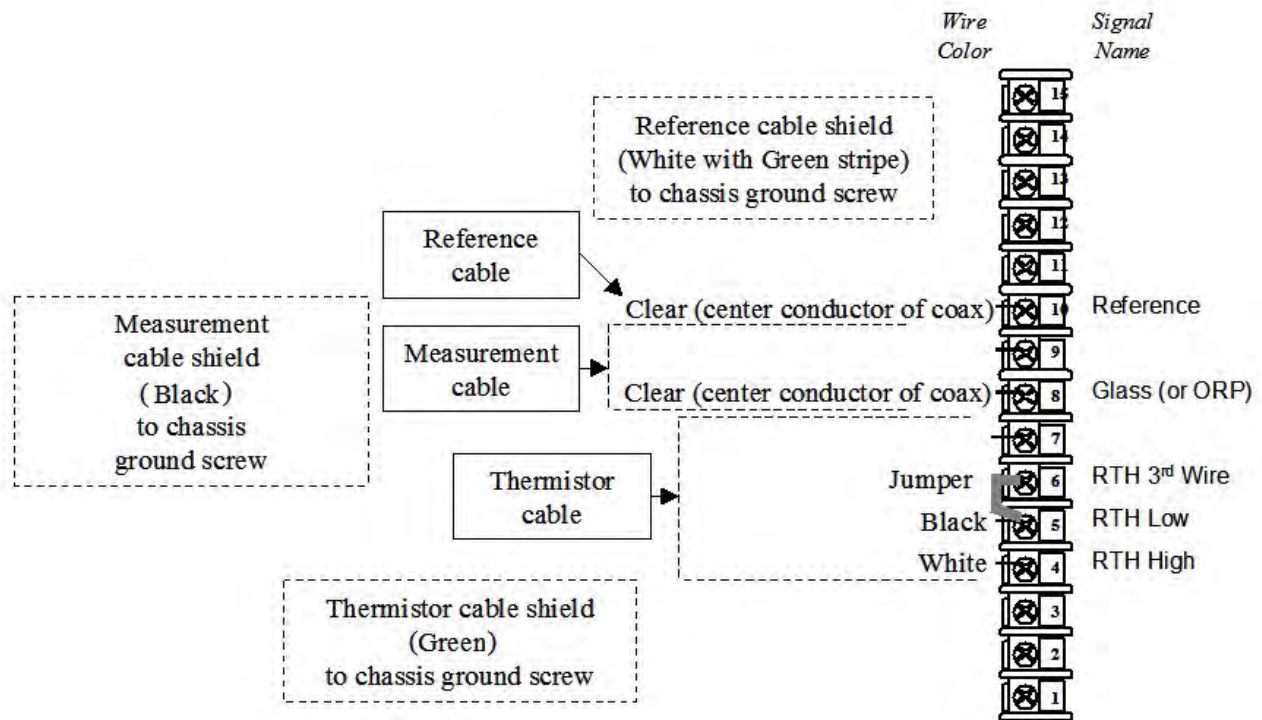 Wire
Color
Signal
Name
15
14
13
12
11
10
9
8
7
6
5
4
3
2
1
Reference cable shield
(White with Green stripe)
to chassis ground screw
Reference
cable
Clear (center conductor of coax)
Reference
Measurement
cable shield
(Black)
to chassis
ground screw
Measurement
cable
Clear (center conductor of coax)
Glass (or ORP)
Thermistor
cable
Jumper
RTH 3rd Wire
Black
RTH Low
White
RTH High
Thermistor cable shield
(Green)
to chassis ground screw